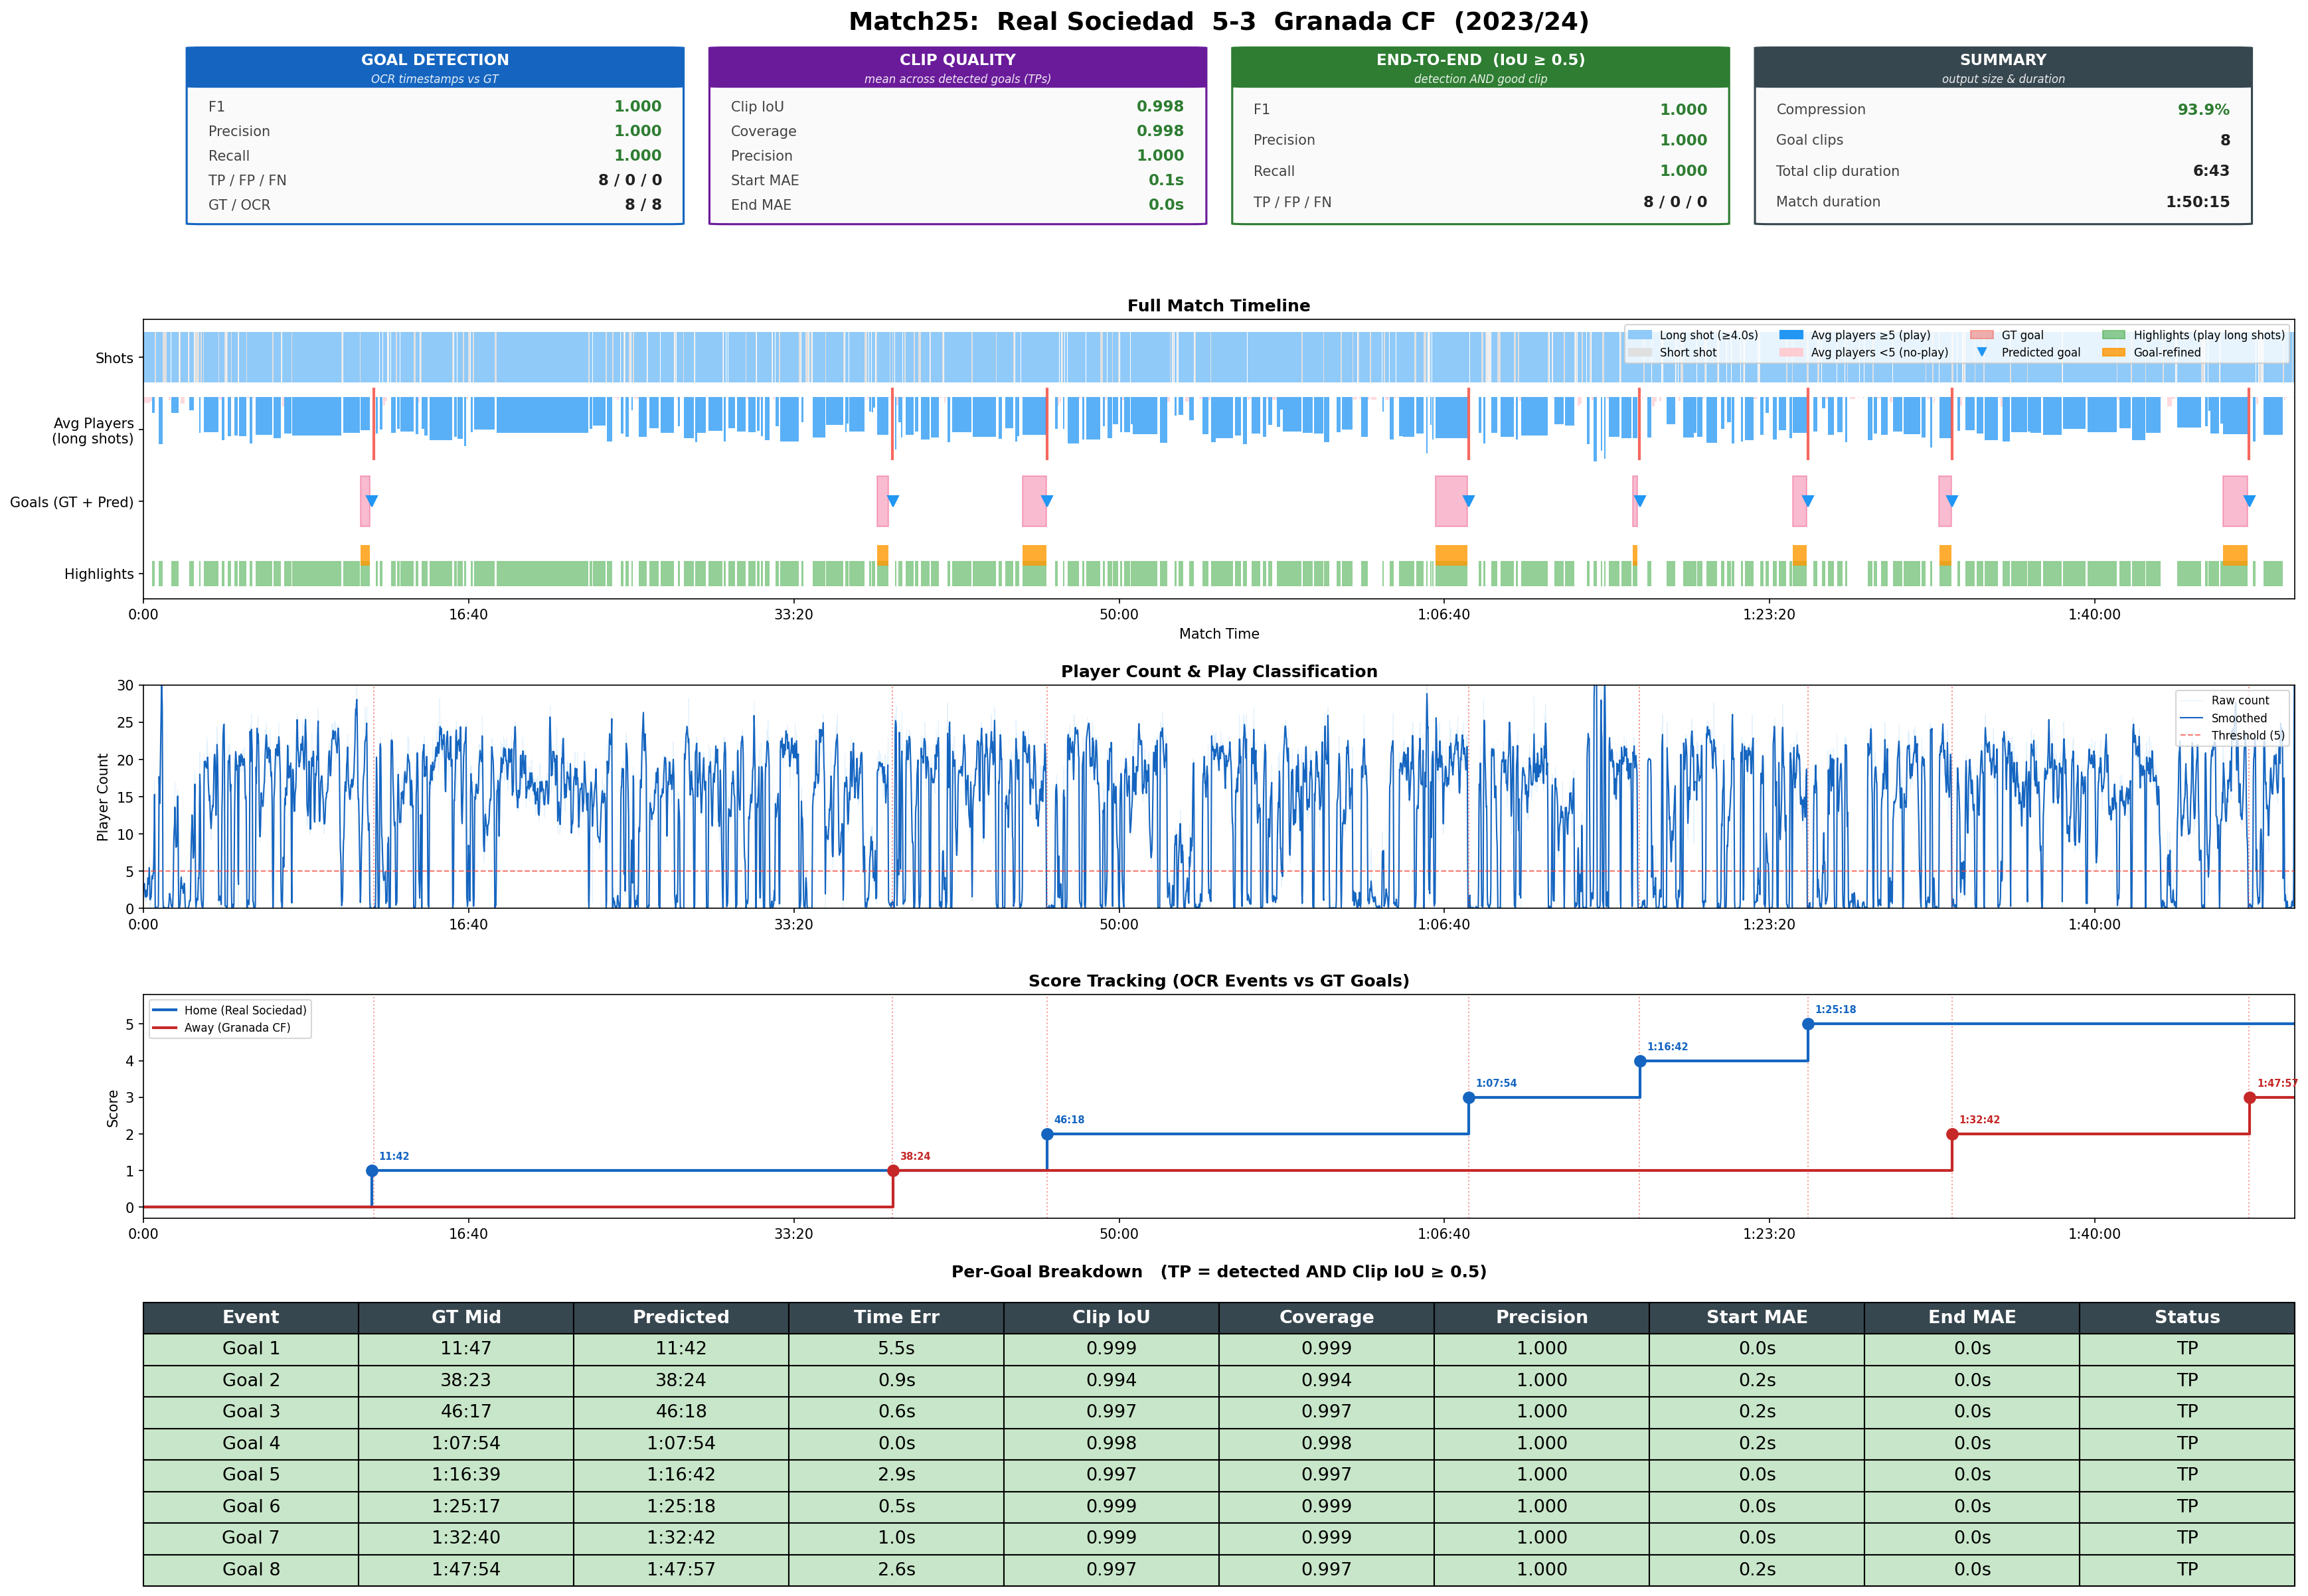 Match25:  Real Sociedad  5-3  Granada CF  (2023/24)
GOAL DETECTION
OCR timestamps vs GT
F1 1.000
Precision 1.000
Recall 1.000
TP / FP / FN 8 / 0 / 0
GT / OCR 8 / 8
CLIP QUALITY
mean across detected goals (TPs)
Clip IoU 0.998
Coverage 0.998
Precision 1.000
Start MAE 0.1s
End MAE 0.0s
END-TO-END  (IoU ≥ 0.5)
detection AND good clip
F1 1.000
Precision 1.000
Recall 1.000
TP / FP / FN 8 / 0 / 0
SUMMARY
output size & duration
Compression 93.9%
Goal clips 8
Total clip duration 6:43
Match duration 1:50:15
Full Match Timeline
Long shot (≥4.0s) Avg players ≥5 (play) GT goal Highlights (play long shots)
Short shot Avg players <5 (no-play) Predicted goal Goal-refined
Shots
Avg Players
(long shots)
Goals (GT + Pred)
Highlights
0:00 16:40 33:20 50:00 1:06:40 1:23:20 1:40:00
Match Time
Player Count & Play Classification
Raw count
Smoothed
Threshold (5)
30
25
20
15
10
5
0
Player Count
0:00 16:40 33:20 50:00 1:06:40 1:23:20 1:40:00
Score Tracking (OCR Events vs GT Goals)
Home (Real Sociedad)
Away (Granada CF)
5
4
3
2
1
0
Score
11:42
38:24
46:18
1:07:54
1:16:42
1:25:18
1:32:42
1:47:57
0:00 16:40 33:20 50:00 1:06:40 1:23:20 1:40:00
Per-Goal Breakdown   (TP = detected AND Clip IoU ≥ 0.5)
Event GT Mid Predicted Time Err Clip IoU Coverage Precision Start MAE End MAE Status
Goal 1 11:47 11:42 5.5s 0.999 0.999 1.000 0.0s 0.0s TP
Goal 2 38:23 38:24 0.9s 0.994 0.994 1.000 0.2s 0.0s TP
Goal 3 46:17 46:18 0.6s 0.997 0.997 1.000 0.2s 0.0s TP
Goal 4 1:07:54 1:07:54 0.0s 0.998 0.998 1.000 0.2s 0.0s TP
Goal 5 1:16:39 1:16:42 2.9s 0.997 0.997 1.000 0.0s 0.0s TP
Goal 6 1:25:17 1:25:18 0.5s 0.999 0.999 1.000 0.0s 0.0s TP
Goal 7 1:32:40 1:32:42 1.0s 0.999 0.999 1.000 0.0s 0.0s TP
Goal 8 1:47:54 1:47:57 2.6s 0.997 0.997 1.000 0.2s 0.0s TP